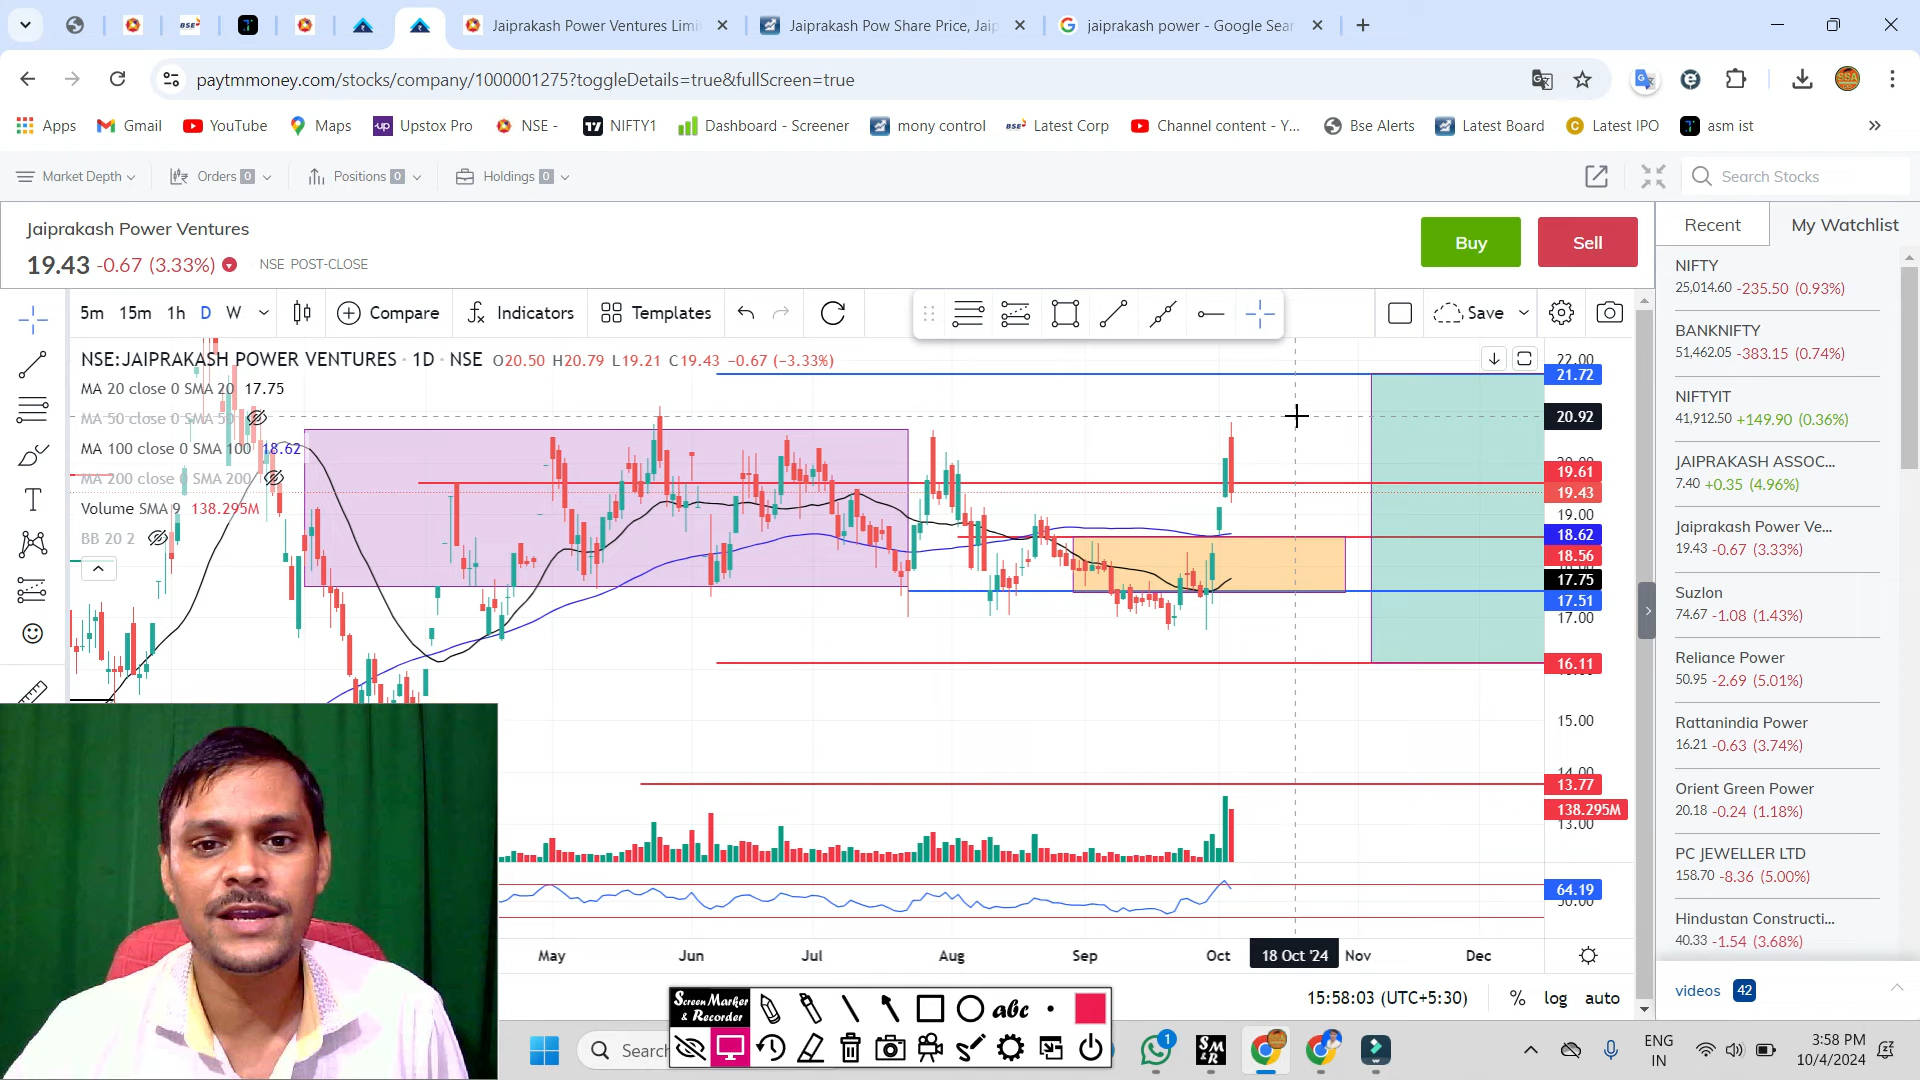 Jaiprakash Power Ventures Limi
Jaiprakash Pow Share Price, Jaip
jaiprakash power - Google Sear
paytmmoney.com/stocks/company/1000001275?toggleDetails=true&fullScreen=true
Apps Gmail YouTube Maps up Upstox Pro NSE - NIFTY1 Dashboard - Screener mony control BSE Latest Corp Channel content - Y... Bse Alerts Latest Board Latest IPO asm ist
Market Depth Orders 0 Positions 0 Holdings 0 Search Stocks
Jaiprakash Power Ventures
19.43 -0.67 (3.33%) NSE POST-CLOSE
Buy Sell
Recent My Watchlist
5m 15m 1h D W Compare Indicators Templates Save
NSE:JAIPRAKASH POWER VENTURES · 1D · NSE O20.50 H20.79 L19.21 C19.43 −0.67 (−3.33%)
MA 20 close 0 SMA 20 17.75
MA 50 close 0 SMA 50
MA 100 close 0 SMA 100 18.62
MA 200 close 0 SMA 200
Volume SMA 9 138.295M
BB 20 2
22.00
21.72
20.92
19.61
19.43
19.00
18.62
18.56
17.75
17.51
17.00
16.11
15.00
14.00
13.77
138.295M
13.00
64.19
May Jun Jul Aug Sep Oct 18 Oct '24 Nov Dec
15:58:03 (UTC+5:30) % log auto
NIFTY
25,014.60 -235.50 (0.93%)
BANKNIFTY
51,462.05 -383.15 (0.74%)
NIFTYIT
41,912.50 +149.90 (0.36%)
JAIPRAKASH ASSOC...
7.40 +0.35 (4.96%)
Jaiprakash Power Ve...
19.43 -0.67 (3.33%)
Suzlon
74.67 -1.08 (1.43%)
Reliance Power
50.95 -2.69 (5.01%)
Rattanindia Power
16.21 -0.63 (3.74%)
Orient Green Power
20.18 -0.24 (1.18%)
PC JEWELLER LTD
158.70 -8.36 (5.00%)
Hindustan Constructi...
40.33 -1.54 (3.68%)
videos 42
Screen Marker
& Recorder
abc
Search
1
SM
&R
ENG
IN
3:58 PM
10/4/2024